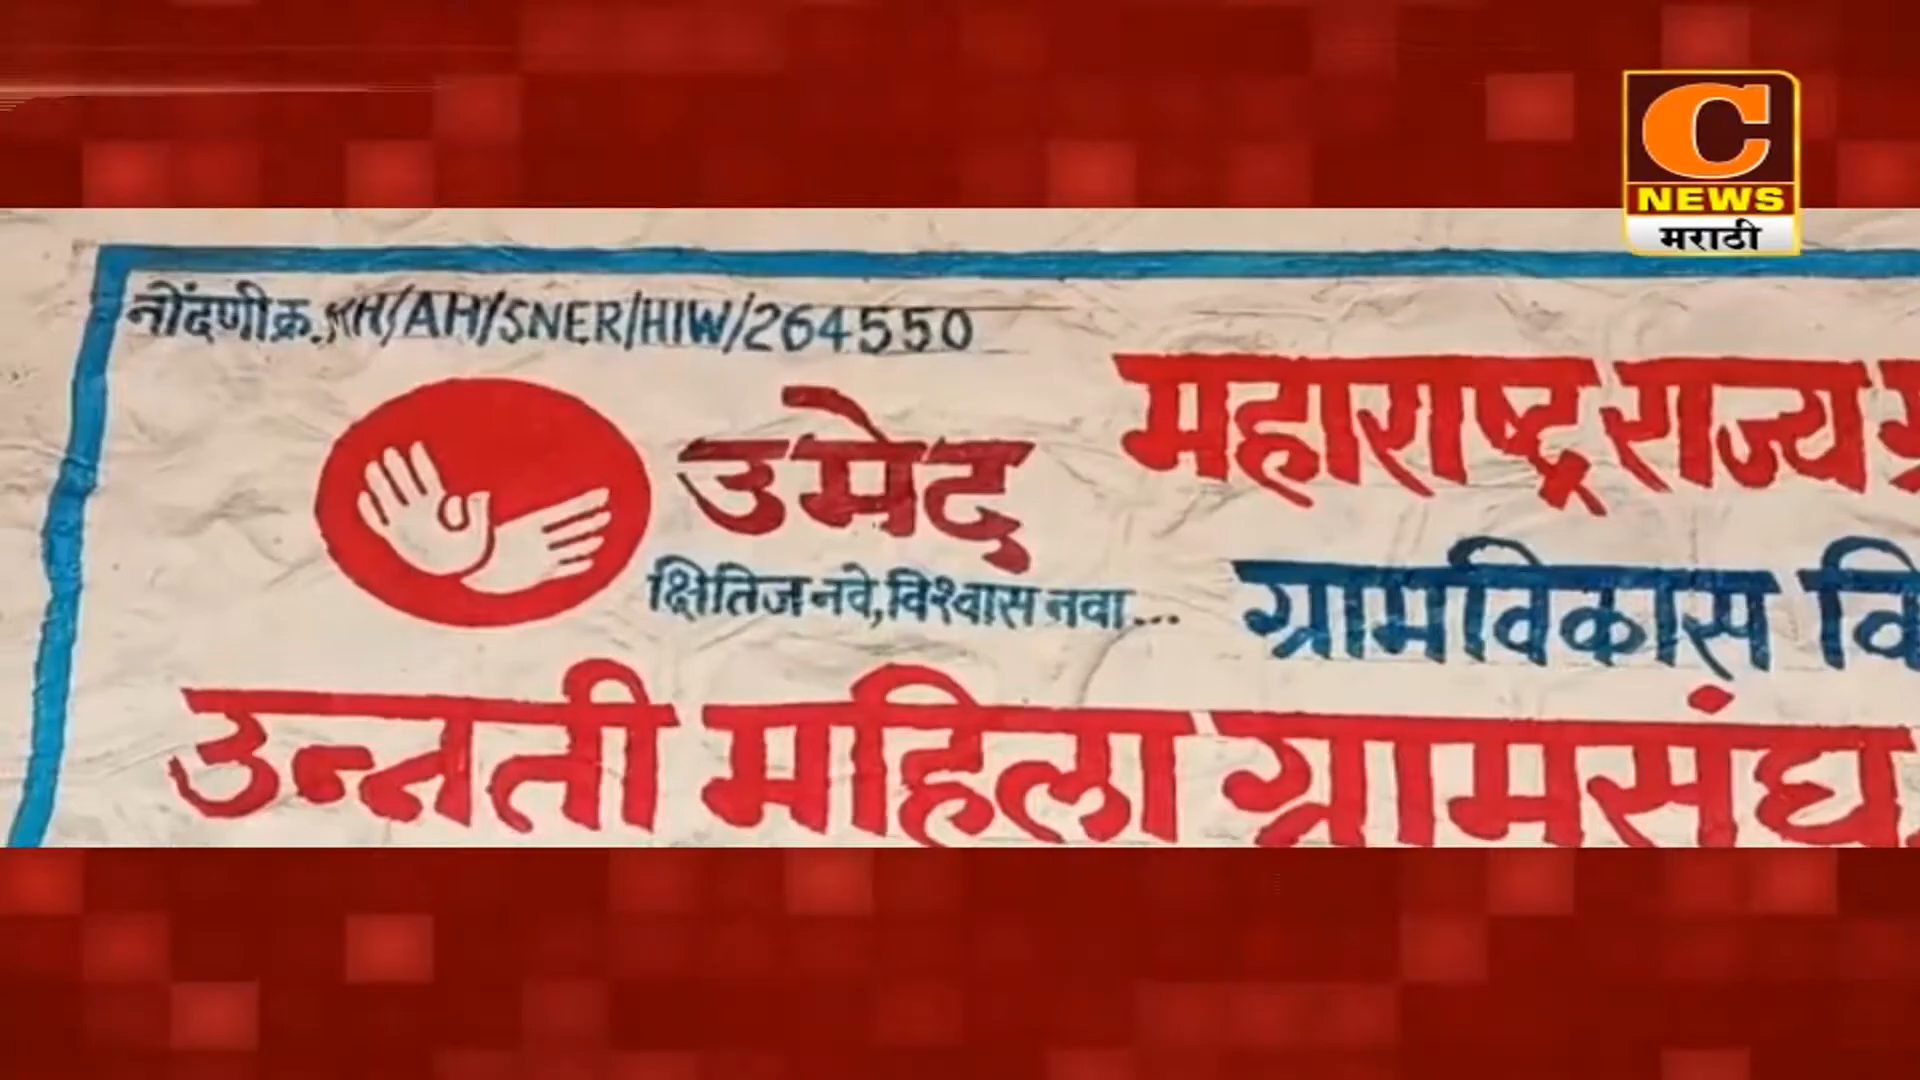 C
NEWS
मराठी
नोंदणीक्र.MH/AH/SNER/HIW/264550
उमेद
क्षितिज नवे, विश्वास नवा...
महाराष्ट्र राज्य
ग्रामविकास
उन्नती महिला ग्रामसंघ